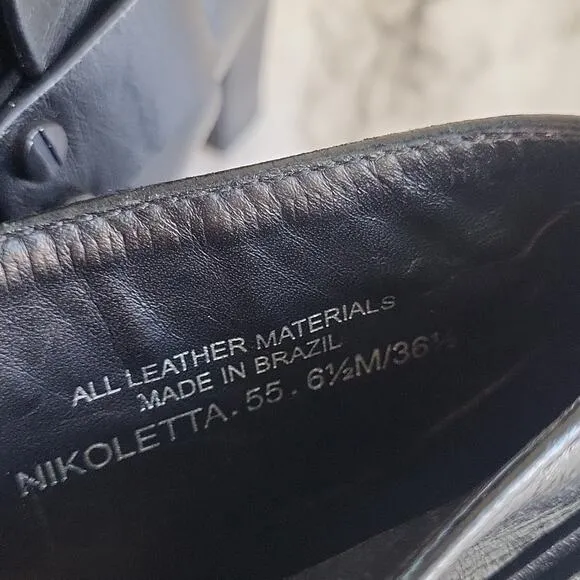 ALL LEATHER MATERIALS
MADE IN BRAZIL
NIKOLETTA . 55 . 6½M/36½